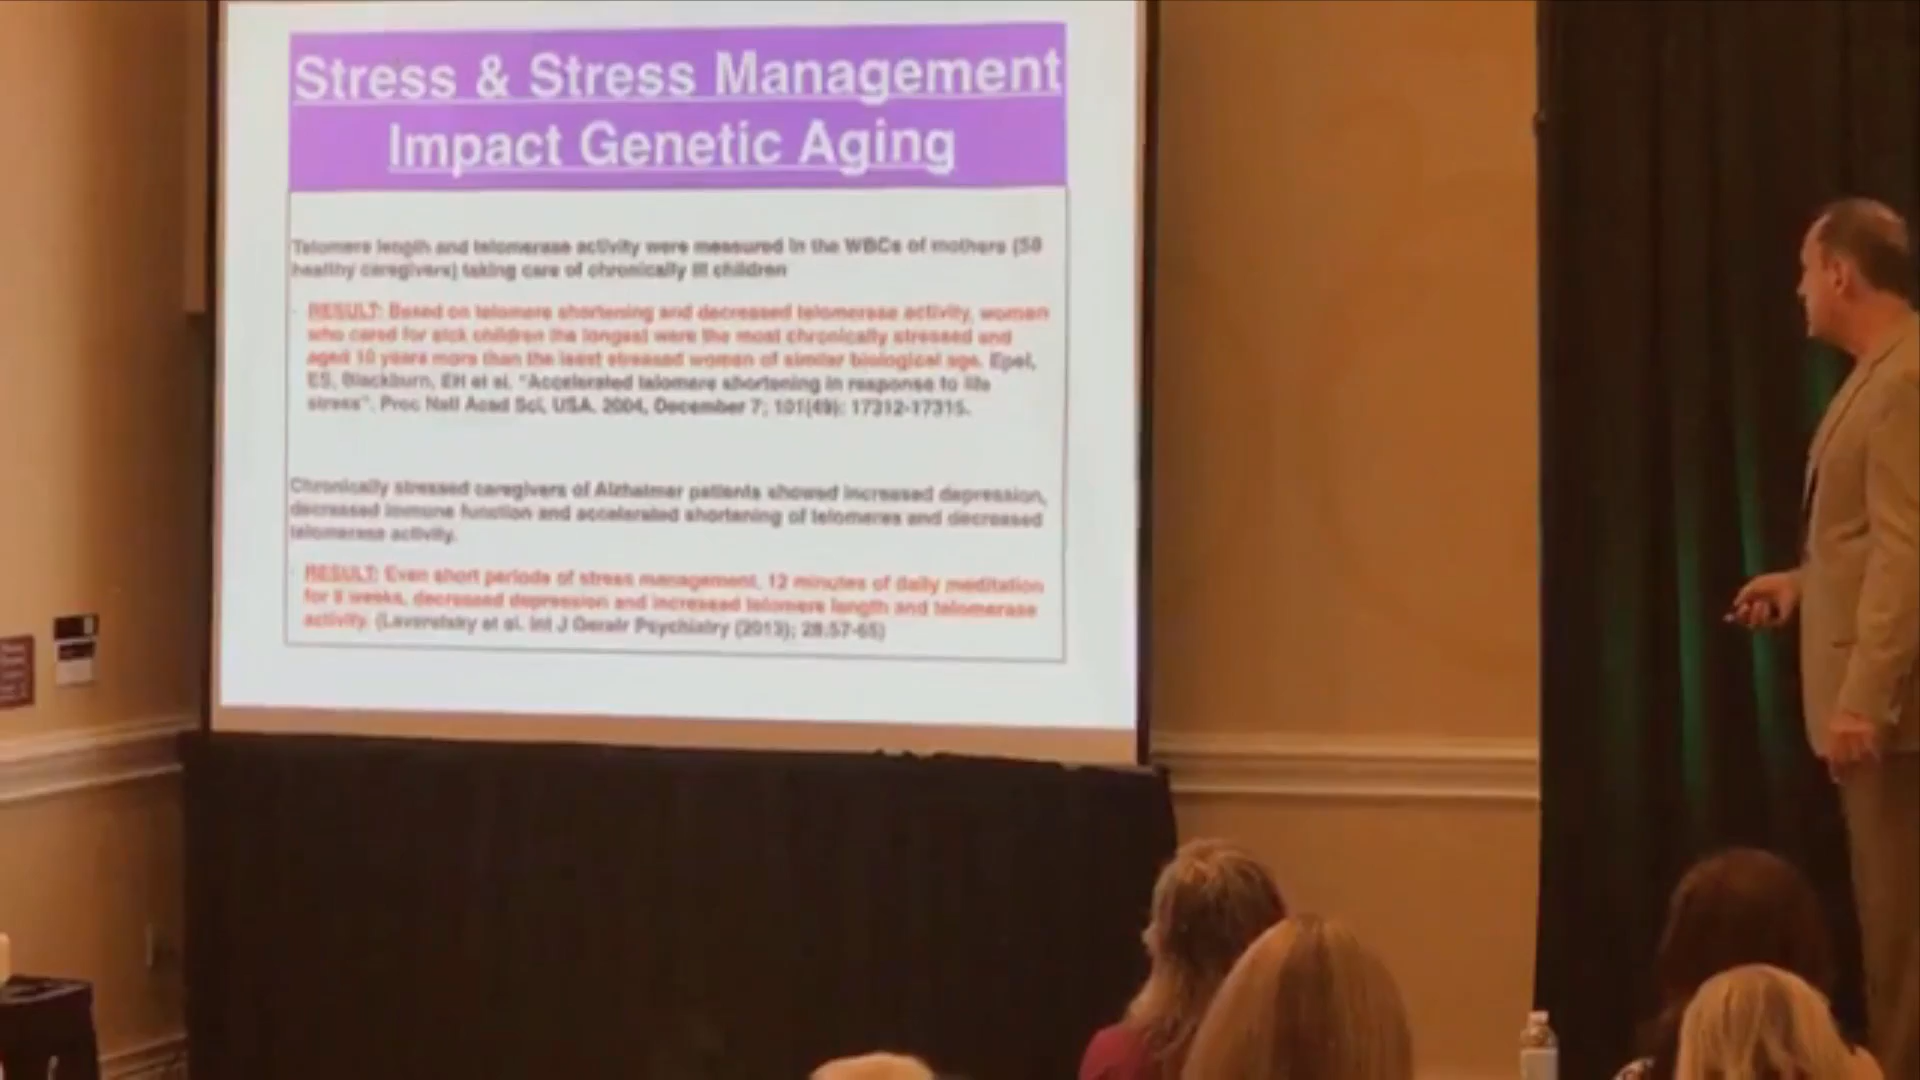 Stress & Stress Management
Impact Genetic Aging
Telomere length and telomerase activity were measured in the WBCs of mothers (58
healthy caregivers) taking care of chronically ill children
RESULT: Based on telomere shortening and decreased telomerase activity, women
who cared for sick children the longest were the most chronically stressed and
aged 10 years more than the least stressed women of similar biological age. Epel,
ES, Blackburn, EH et al. "Accelerated telomere shortening in response to life
stress". Proc Natl Acad Sci, USA. 2004, December 7; 101(49): 17312-17315.
Chronically stressed caregivers of Alzheimer patients showed increased depression,
decreased immune function and accelerated shortening of telomeres and decreased
telomerase activity.
RESULT: Even short periods of stress management, 12 minutes of daily meditation
for 8 weeks, decreased depression and increased telomere length and telomerase
activity. (Lavretsky et al. Int J Geriatr Psychiatry (2013); 28:57-65)